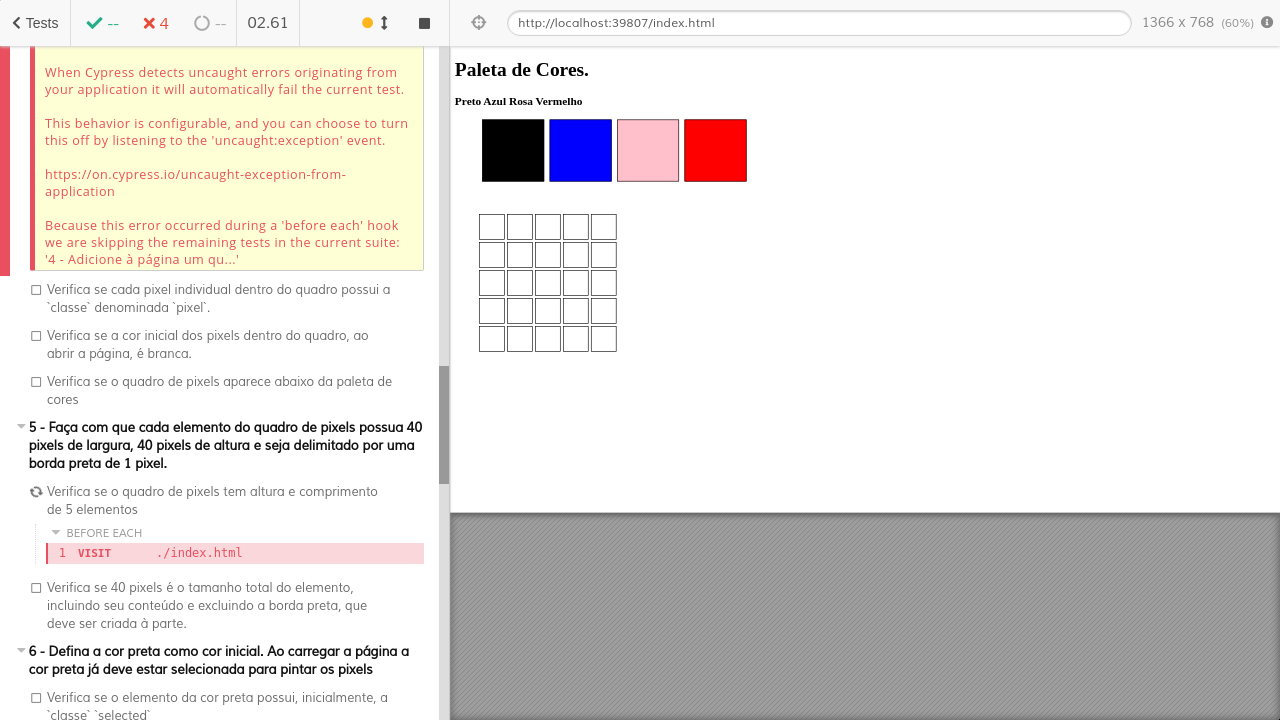 Tests
--
4
--
02.61
http://localhost:39807/index.html
1366 x 768 (60%)
When Cypress detects uncaught errors originating from
your application it will automatically fail the current test.
This behavior is configurable, and you can choose to turn
this off by listening to the 'uncaught:exception' event.
https://on.cypress.io/uncaught-exception-from-
application
Because this error occurred during a 'before each' hook
we are skipping the remaining tests in the current suite:
'4 - Adicione à página um qu...'
Verifica se cada pixel individual dentro do quadro possui a
`classe` denominada `pixel`.
Verifica se a cor inicial dos pixels dentro do quadro, ao
abrir a página, é branca.
Verifica se o quadro de pixels aparece abaixo da paleta de
cores
5 - Faça com que cada elemento do quadro de pixels possua 40
pixels de largura, 40 pixels de altura e seja delimitado por uma
borda preta de 1 pixel.
Verifica se o quadro de pixels tem altura e comprimento
de 5 elementos
BEFORE EACH
1 VISIT ./index.html
Verifica se 40 pixels é o tamanho total do elemento,
incluindo seu conteúdo e excluindo a borda preta, que
deve ser criada à parte.
6 - Defina a cor preta como cor inicial. Ao carregar a página a
cor preta já deve estar selecionada para pintar os pixels
Verifica se o elemento da cor preta possui, inicialmente, a
`classe` `selected`
Paleta de Cores.
Preto Azul Rosa Vermelho